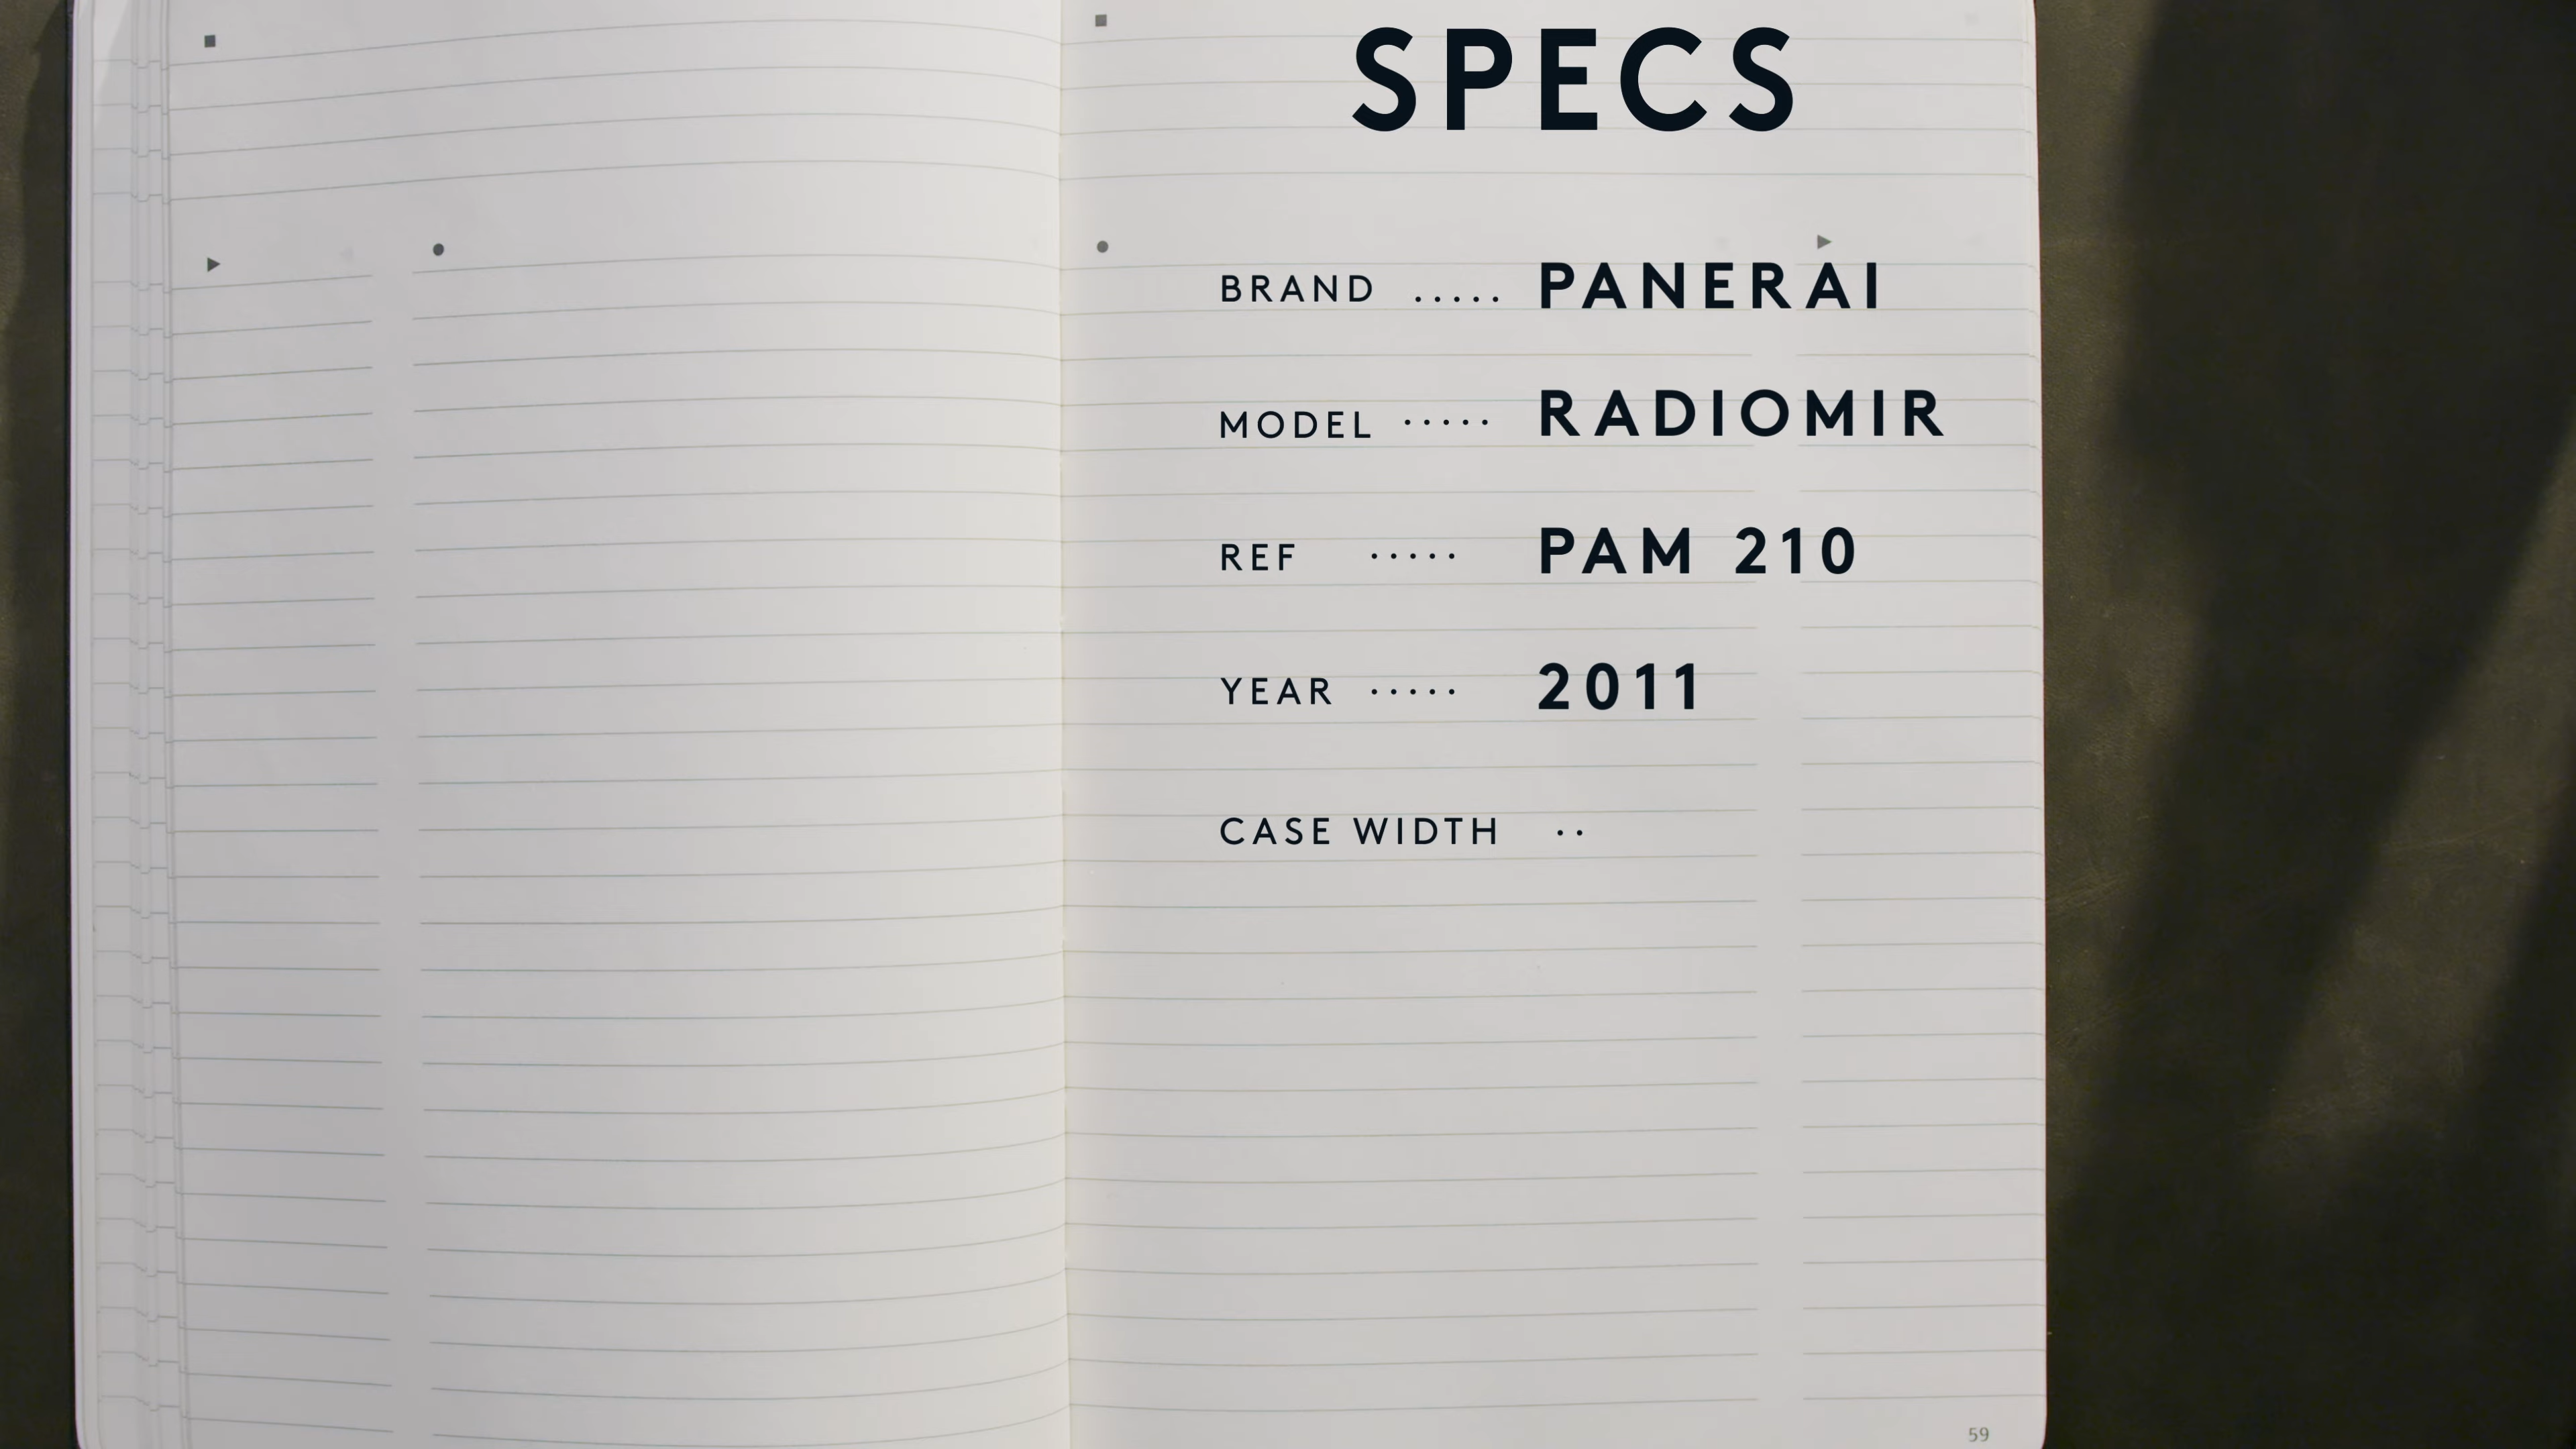 SPECS
BRAND ..... PANERAI
MODEL ..... RADIOMIR
REF ..... PAM 210
YEAR ..... 2011
CASE WIDTH ..
59